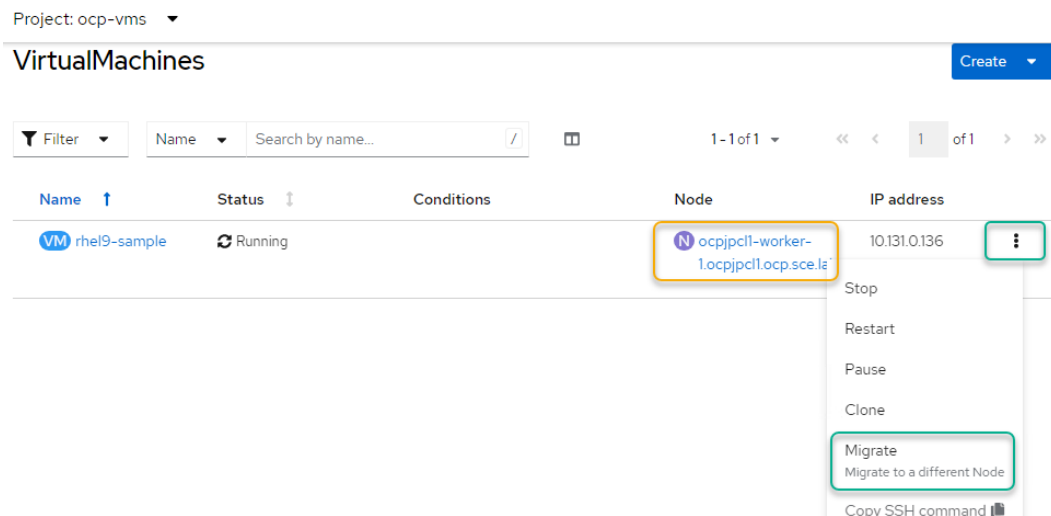 Project: ocp-vms
VirtualMachines
Create
Filter
Name
Search by name...
/
1 - 1 of 1
1
of 1
Name
Status
Conditions
Node
IP address
VM rhel9-sample
Running
N ocpjpcl1-worker-
1.ocpjpcl1.ocp.sce.la
10.131.0.136
Stop
Restart
Pause
Clone
Migrate
Migrate to a different Node
Copy SSH command